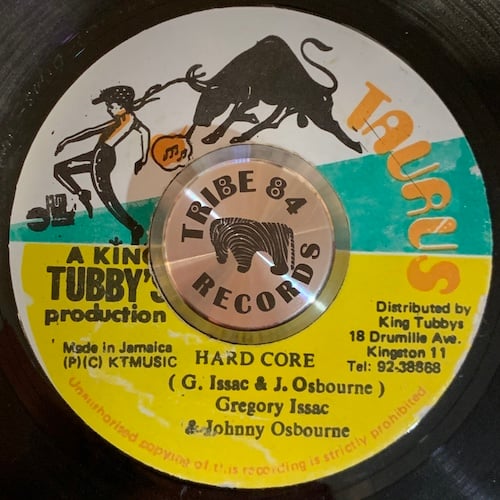 TAURUS
TRIBE 84
RECORDS
A KING
TUBBY'S
production
Made in Jamaica
(P)(C) KTMUSIC
Distributed by
King Tubbys
18 Drumilie Ave.
Kingston 11
Tel: 92-38868
HARD CORE
( G. Issac & J. Osbourne )
Gregory Issac
& Johnny Osbourne
Unauthorised copying of this recording is strictly prohibited